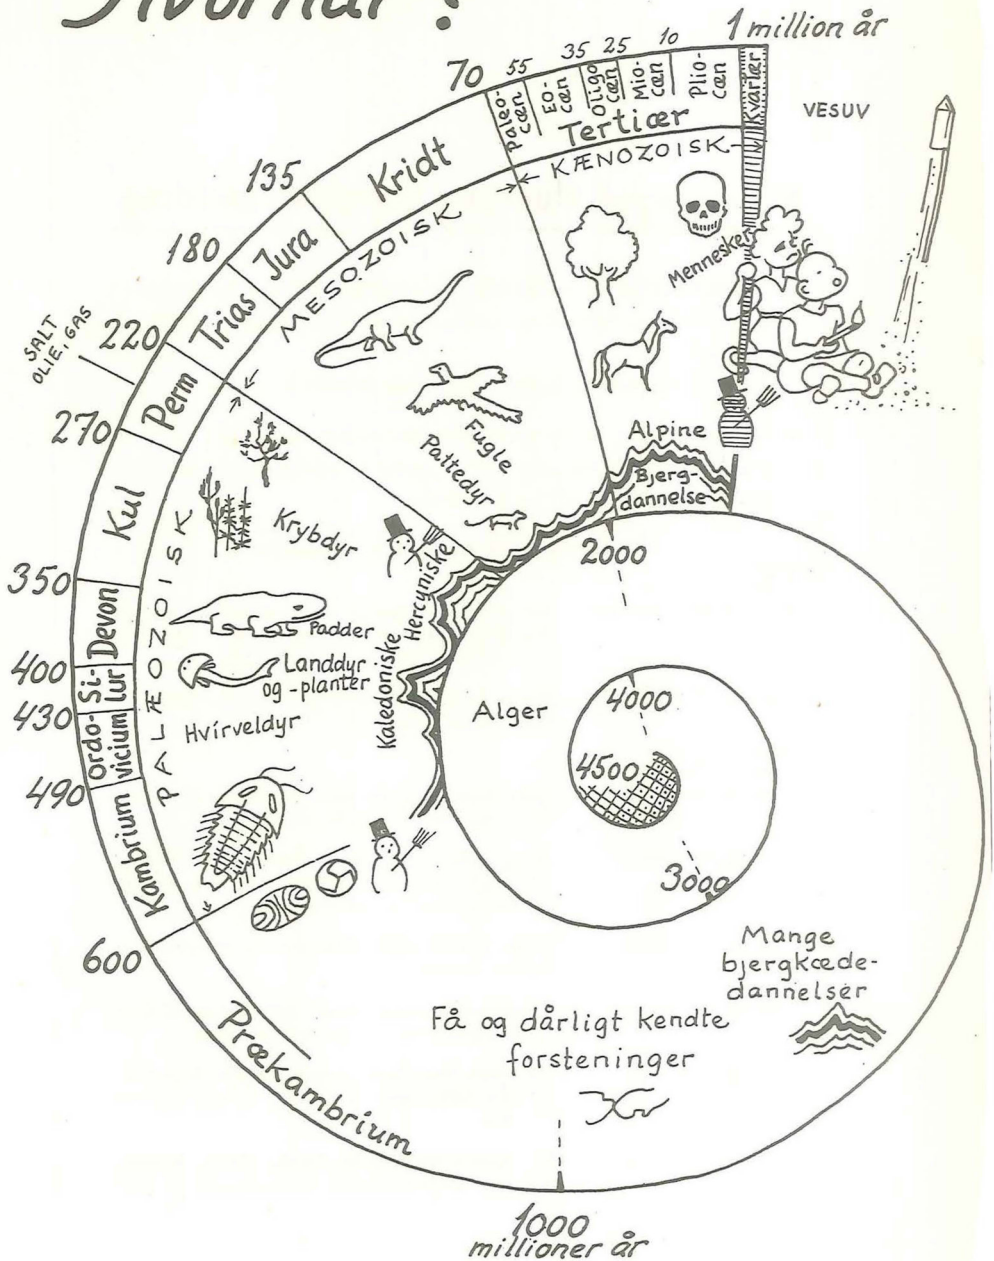 Hvornår?
1 million år
70
55
35
25
10
Paleo-
cæn
Eo-
cæn
Oligo
cæn
Mio-
cæn
Plio-
cæn
Kvartær
Tertiær
KÆNOZOISK
VESUV
135
Kridt
180
Jura
MESOZOISK
Trias
SALT
OLIE, GAS
220
Perm
270
Kul
350
Devon
400
Si-
lur
430
Ordo-
vicium
490
Kambrium
600
Prækambrium
PALÆOZOISK
Mennesker
Fugle
Pattedyr
Alpine
Bjerg-
dannelse
Krybdyr
Hercyniske
Padder
Landdyr
og -planter
Kaledoniske
Hvirveldyr
2000
Alger
4000
4500
3000
Mange
bjergkæde-
dannelser
Få og dårligt kendte
forsteninger
1000
millioner år